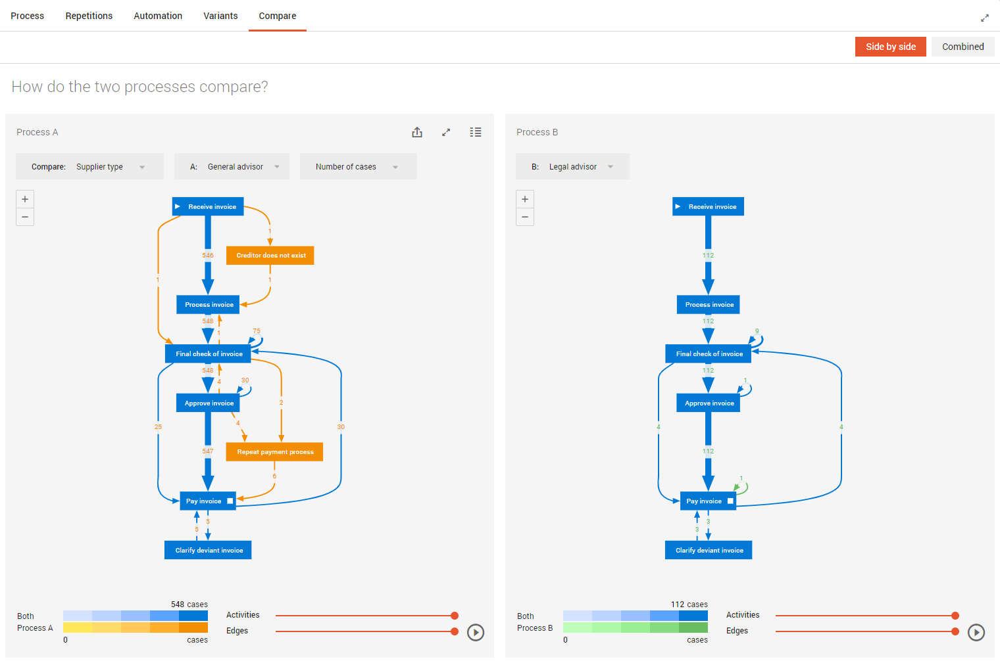 Process Repetitions Automation Variants Compare
Side by side Combined
How do the two processes compare?
Process A
Compare: Supplier type A: General advisor Number of cases
+
−
Receive invoice
1
546
Creditor does not exist
1
1
Process invoice
548
1
75
Final check of invoice
548
4
30
Approve invoice
2
4
25
30
547
Repeat payment process
6
Pay invoice
5
5
Clarify deviant invoice
548 cases
Both
Process A
0 cases
Activities
Edges
Process B
B: Legal advisor
+
−
Receive invoice
112
Process invoice
112
9
Final check of invoice
112
1
Approve invoice
4
4
112
1
Pay invoice
3
3
Clarify deviant invoice
112 cases
Both
Process B
0 cases
Activities
Edges